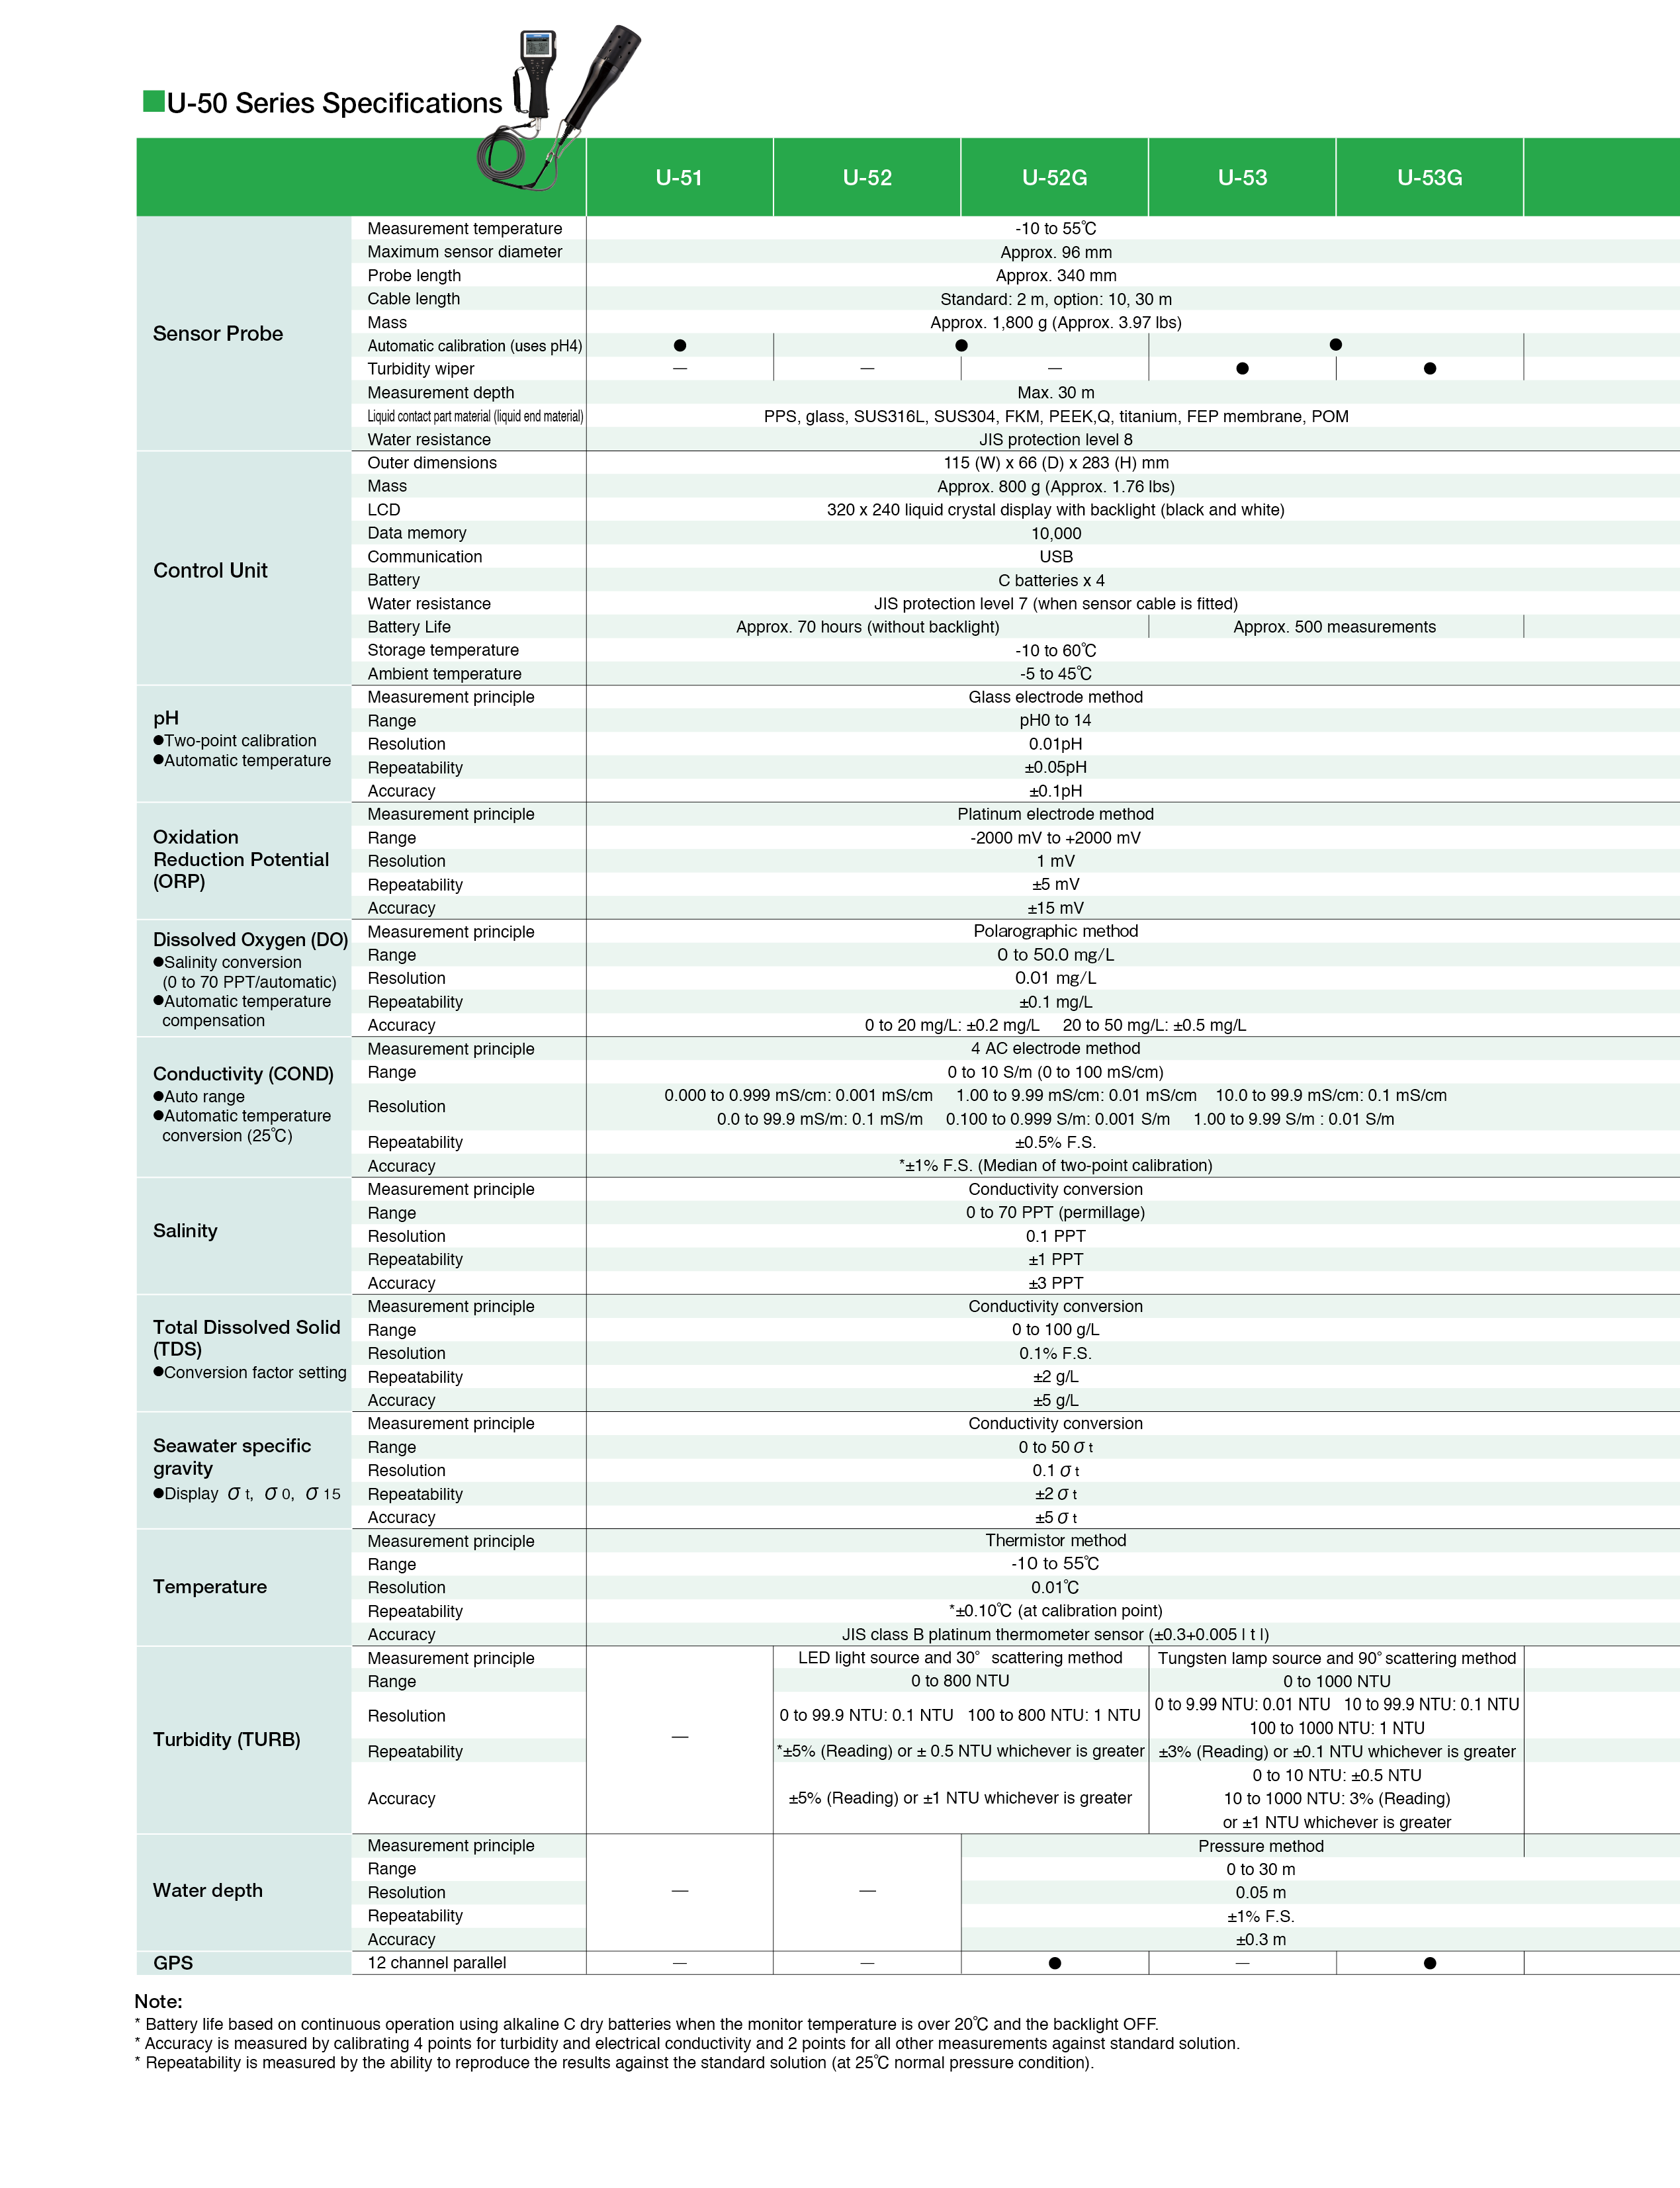 U-50 Series Specifications
U-51 U-52 U-52G U-53 U-53G
Sensor Probe
Measurement temperature -10 to 55℃
Maximum sensor diameter Approx. 96 mm
Probe length Approx. 340 mm
Cable length Standard: 2 m, option: 10, 30 m
Mass Approx. 1,800 g (Approx. 3.97 lbs)
Automatic calibration (uses pH4) ● ● ●
Turbidity wiper — — — ● ●
Measurement depth Max. 30 m
Liquid contact part material (liquid end material) PPS, glass, SUS316L, SUS304, FKM, PEEK,Q, titanium, FEP membrane, POM
Water resistance JIS protection level 8
Control Unit
Outer dimensions 115 (W) x 66 (D) x 283 (H) mm
Mass Approx. 800 g (Approx. 1.76 lbs)
LCD 320 x 240 liquid crystal display with backlight (black and white)
Data memory 10,000
Communication USB
Battery C batteries x 4
Water resistance JIS protection level 7 (when sensor cable is fitted)
Battery Life Approx. 70 hours (without backlight) Approx. 500 measurements
Storage temperature -10 to 60℃
Ambient temperature -5 to 45℃
pH
●Two-point calibration
●Automatic temperature
Measurement principle Glass electrode method
Range pH0 to 14
Resolution 0.01pH
Repeatability ±0.05pH
Accuracy ±0.1pH
Oxidation
Reduction Potential
(ORP)
Measurement principle Platinum electrode method
Range -2000 mV to +2000 mV
Resolution 1 mV
Repeatability ±5 mV
Accuracy ±15 mV
Dissolved Oxygen (DO)
●Salinity conversion
(0 to 70 PPT/automatic)
●Automatic temperature
compensation
Measurement principle Polarographic method
Range 0 to 50.0 mg/L
Resolution 0.01 mg/L
Repeatability ±0.1 mg/L
Accuracy 0 to 20 mg/L: ±0.2 mg/L 20 to 50 mg/L: ±0.5 mg/L
Conductivity (COND)
●Auto range
●Automatic temperature
conversion (25℃)
Measurement principle 4 AC electrode method
Range 0 to 10 S/m (0 to 100 mS/cm)
Resolution 0.000 to 0.999 mS/cm: 0.001 mS/cm 1.00 to 9.99 mS/cm: 0.01 mS/cm 10.0 to 99.9 mS/cm: 0.1 mS/cm
0.0 to 99.9 mS/m: 0.1 mS/m 0.100 to 0.999 S/m: 0.001 S/m 1.00 to 9.99 S/m : 0.01 S/m
Repeatability ±0.5% F.S.
Accuracy *±1% F.S. (Median of two-point calibration)
Salinity
Measurement principle Conductivity conversion
Range 0 to 70 PPT (permillage)
Resolution 0.1 PPT
Repeatability ±1 PPT
Accuracy ±3 PPT
Total Dissolved Solid
(TDS)
●Conversion factor setting
Measurement principle Conductivity conversion
Range 0 to 100 g/L
Resolution 0.1% F.S.
Repeatability ±2 g/L
Accuracy ±5 g/L
Seawater specific
gravity
●Display σ t, σ 0, σ 15
Measurement principle Conductivity conversion
Range 0 to 50 σ t
Resolution 0.1 σ t
Repeatability ±2 σ t
Accuracy ±5 σ t
Temperature
Measurement principle Thermistor method
Range -10 to 55℃
Resolution 0.01℃
Repeatability *±0.10℃ (at calibration point)
Accuracy JIS class B platinum thermometer sensor (±0.3+0.005 l t l)
Turbidity (TURB)
Measurement principle — LED light source and 30° scattering method Tungsten lamp source and 90° scattering method
Range 0 to 800 NTU 0 to 1000 NTU
Resolution 0 to 99.9 NTU: 0.1 NTU 100 to 800 NTU: 1 NTU 0 to 9.99 NTU: 0.01 NTU 10 to 99.9 NTU: 0.1 NTU
100 to 1000 NTU: 1 NTU
Repeatability *±5% (Reading) or ± 0.5 NTU whichever is greater ±3% (Reading) or ±0.1 NTU whichever is greater
Accuracy ±5% (Reading) or ±1 NTU whichever is greater 0 to 10 NTU: ±0.5 NTU
10 to 1000 NTU: 3% (Reading)
or ±1 NTU whichever is greater
Water depth
Measurement principle — — Pressure method
Range 0 to 30 m
Resolution 0.05 m
Repeatability ±1% F.S.
Accuracy ±0.3 m
GPS 12 channel parallel — — ● — ●
Note:
* Battery life based on continuous operation using alkaline C dry batteries when the monitor temperature is over 20℃ and the backlight OFF.
* Accuracy is measured by calibrating 4 points for turbidity and electrical conductivity and 2 points for all other measurements against standard solution.
* Repeatability is measured by the ability to reproduce the results against the standard solution (at 25℃ normal pressure condition).